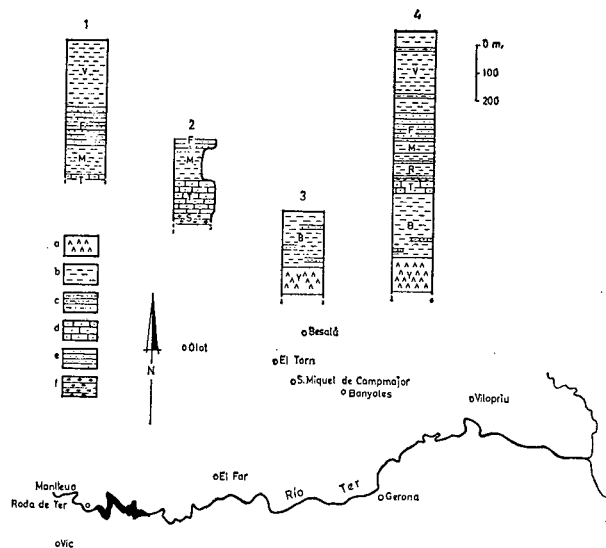 1
V
F
M
T
2
F
M
T
S
3
B
Y
4
V
F
M
R
T
B
Y
0 m,
100
200
a
b
c
d
e
f
N
Olot
Besalú
El Torn
S. Miquel de Campmajor
Banyoles
Vilopriu
El Far
Río Ter
Gerona
Manlleu
Roda de Ter
Vic